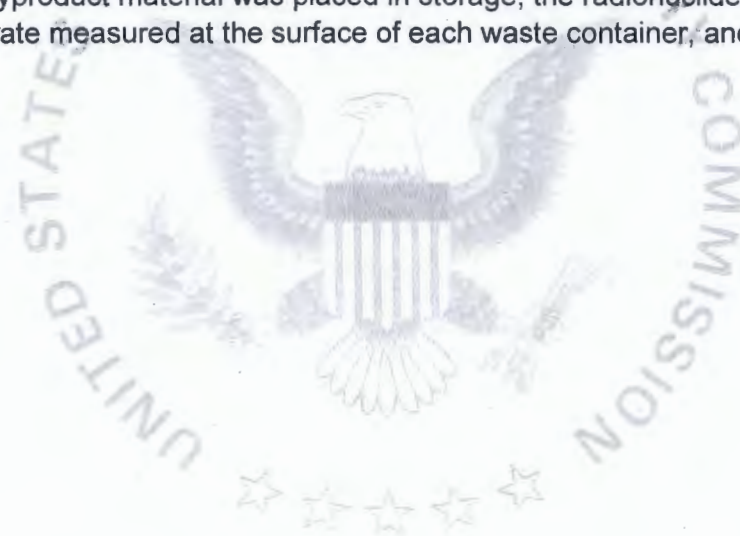 yproduct material was placed in storage, the radionuclide
rate measured at the surface of each waste container, and
UNITED STATES
COMMISSION